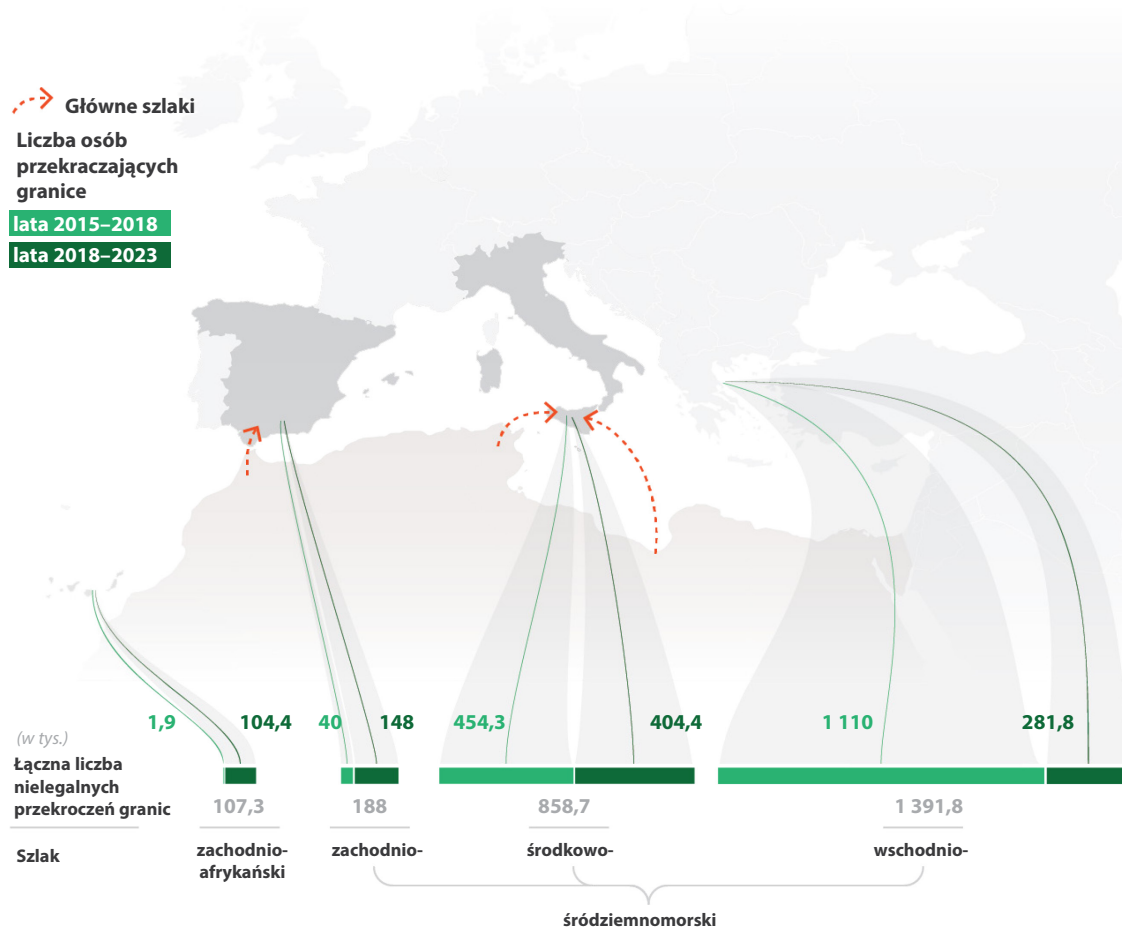 Główne szlaki
Liczba osób
przekraczających
granice
lata 2015–2018
lata 2018–2023
1,9
104,4
40
148
454,3
404,4
1 110
281,8
(w tys.)
Łączna liczba
nielegalnych
przekroczeń granic
107,3
188
858,7
1 391,8
Szlak
zachodnio-
afrykański
zachodnio-
środkowo-
wschodnio-
śródziemnomorski